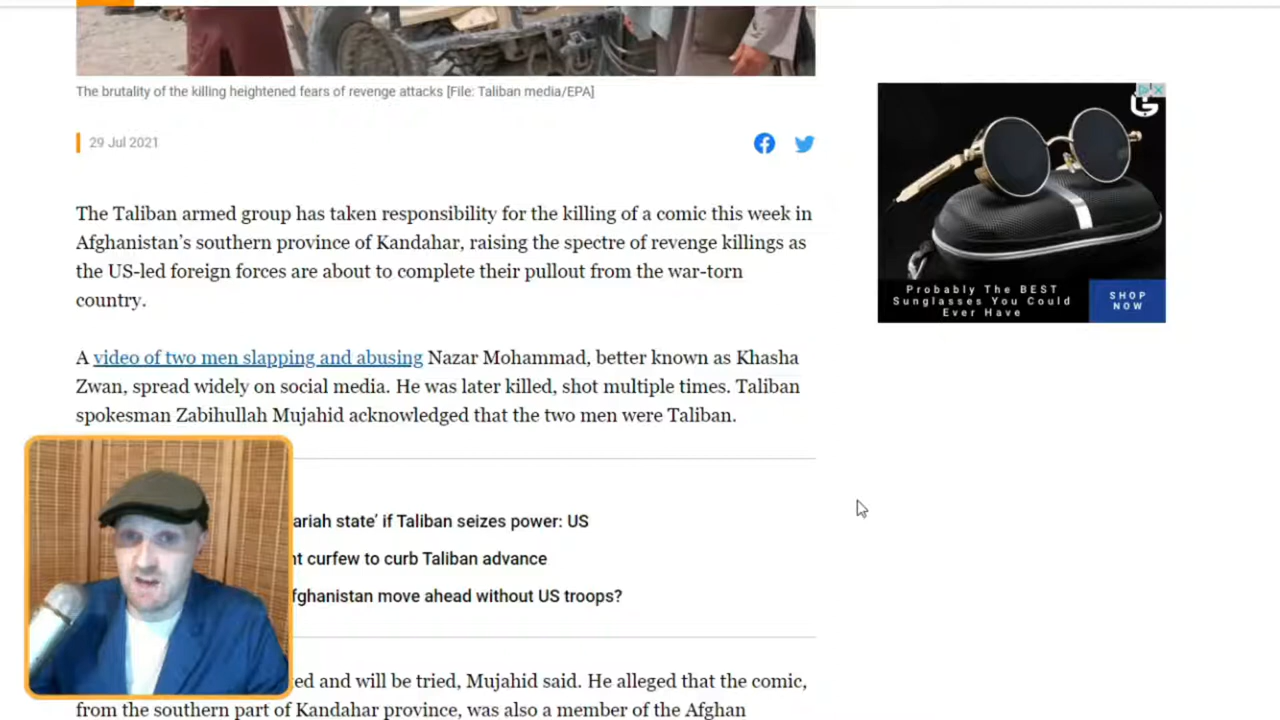 The brutality of the killing heightened fears of revenge attacks [File: Taliban media/EPA]
29 Jul 2021
The Taliban armed group has taken responsibility for the killing of a comic this week in
Afghanistan’s southern province of Kandahar, raising the spectre of revenge killings as
the US-led foreign forces are about to complete their pullout from the war-torn
country.
A video of two men slapping and abusing Nazar Mohammad, better known as Khasha
Zwan, spread widely on social media. He was later killed, shot multiple times. Taliban
spokesman Zabihullah Mujahid acknowledged that the two men were Taliban.
ariah state’ if Taliban seizes power: US
nt curfew to curb Taliban advance
fghanistan move ahead without US troops?
ed and will be tried, Mujahid said. He alleged that the comic,
from the southern part of Kandahar province, was also a member of the Afghan
Probably The BEST
Sunglasses You Could
Ever Have
SHOP
NOW